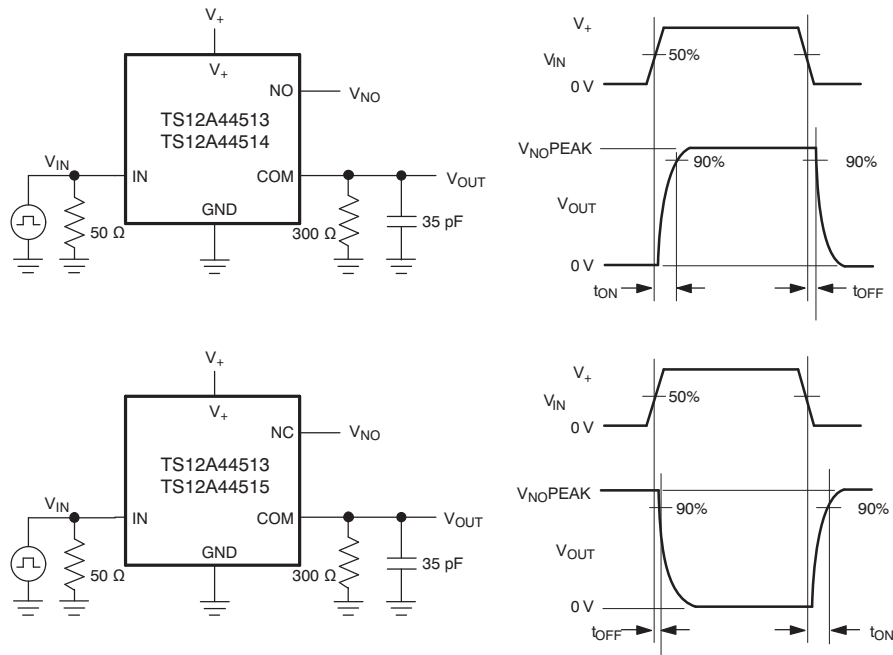 V+
V+
NO
VNO
TS12A44513
TS12A44514
VIN
IN
COM
VOUT
GND
50 Ω
300 Ω
35 pF
V+
VIN
50%
0 V
VNOPEAK
90%
90%
VOUT
0 V
tON
tOFF
V+
V+
NC
VNO
TS12A44513
TS12A44515
VIN
IN
COM
VOUT
GND
50 Ω
300 Ω
35 pF
V+
VIN
50%
0 V
VNOPEAK
90%
90%
VOUT
0 V
tOFF
tON